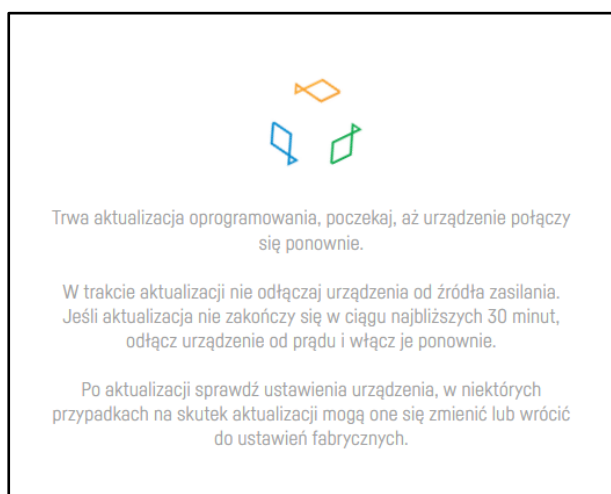 Trwa aktualizacja oprogramowania, poczekaj, aż urządzenie połączy
się ponownie.
W trakcie aktualizacji nie odłączaj urządzenia od źródła zasilania.
Jeśli aktualizacja nie zakończy się w ciągu najbliższych 30 minut,
odłącz urządzenie od prądu i włącz je ponownie.
Po aktualizacji sprawdź ustawienia urządzenia, w niektórych
przypadkach na skutek aktualizacji mogą one się zmienić lub wrócić
do ustawień fabrycznych.